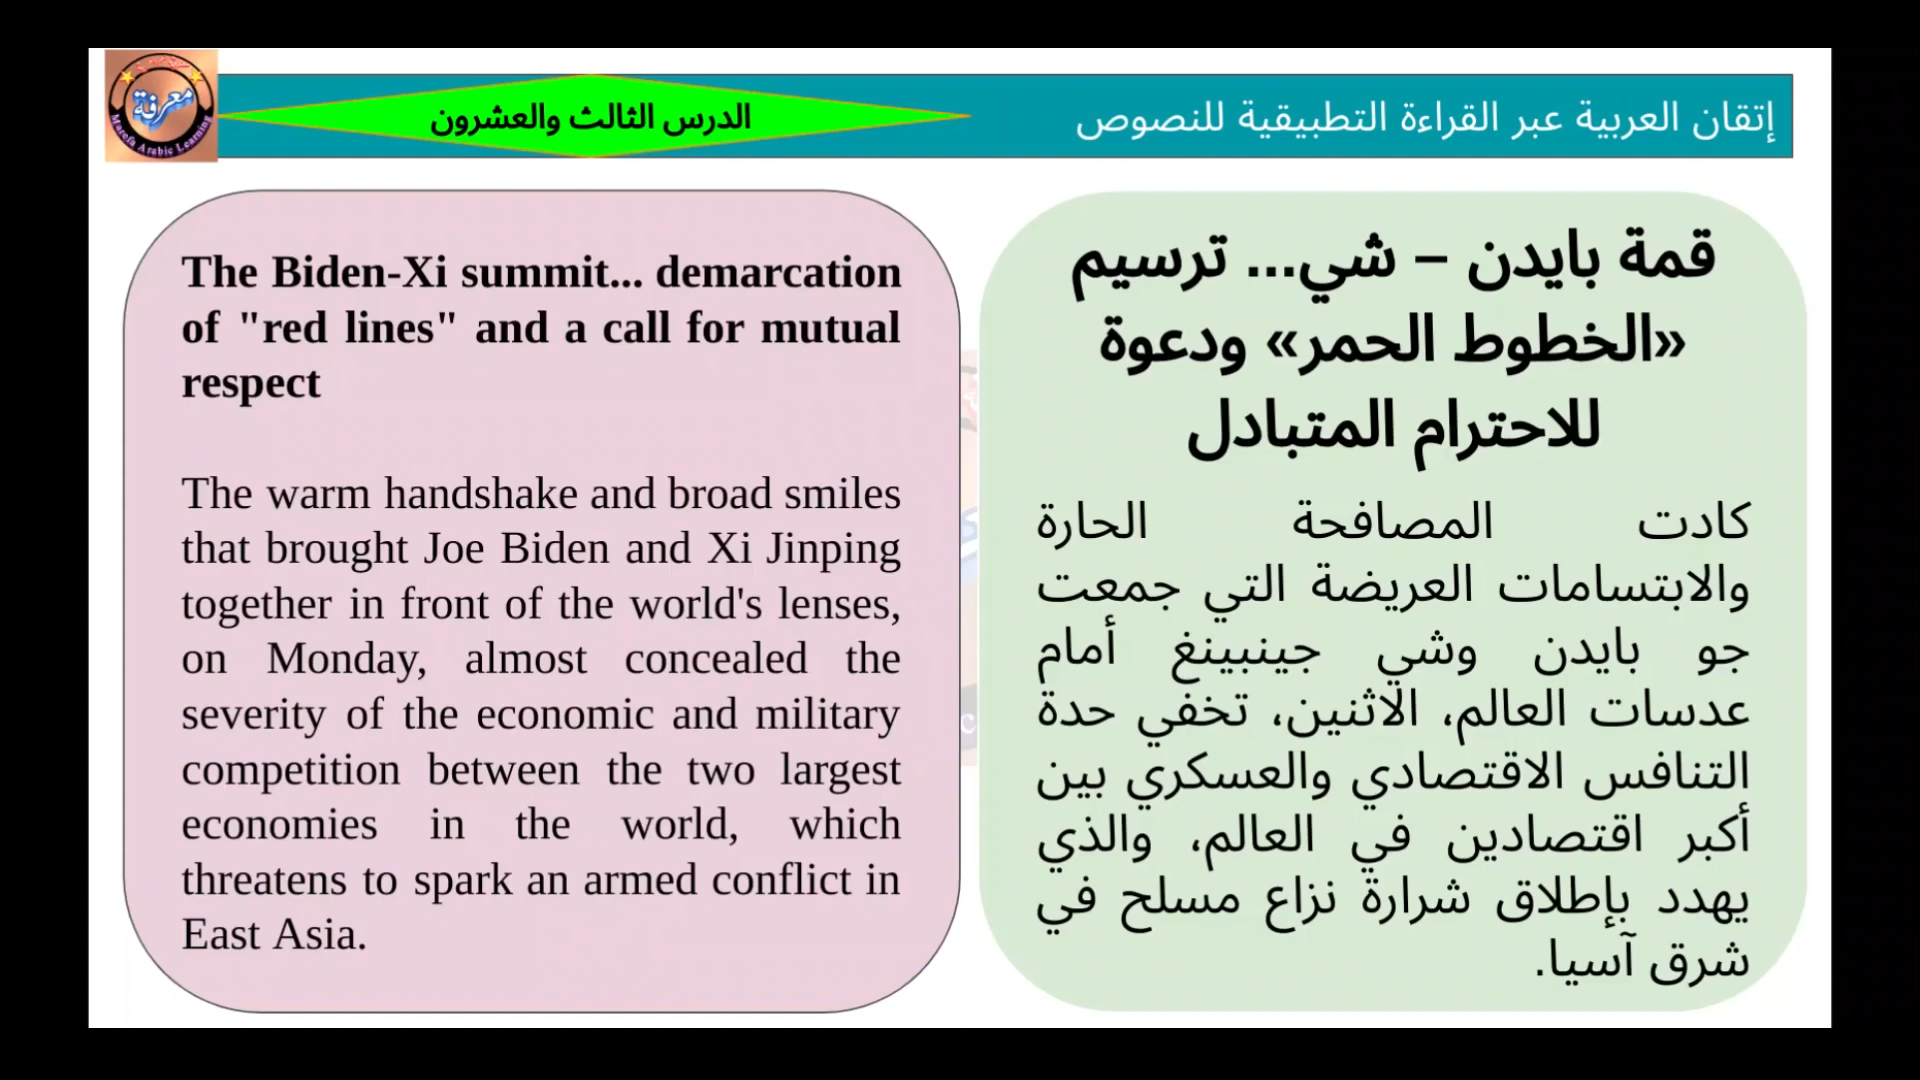 إتقان العربية عبر القراءة التطبيقية للنصوص
الدرس الثالث والعشرون
معرفة
Marefa Arabic Learning
قمة بايدن – شي... ترسيم
«الخطوط الحمر» ودعوة
للاحترام المتبادل
كادت المصافحة الحارة
والابتسامات العريضة التي جمعت
جو بايدن وشي جينبينغ أمام
عدسات العالم، الاثنين، تخفي حدة
التنافس الاقتصادي والعسكري بين
أكبر اقتصادين في العالم، والذي
يهدد بإطلاق شرارة نزاع مسلح في
شرق آسيا.
The Biden-Xi summit... demarcation
of "red lines" and a call for mutual
respect
The warm handshake and broad smiles
that brought Joe Biden and Xi Jinping
together in front of the world's lenses,
on Monday, almost concealed the
severity of the economic and military
competition between the two largest
economies in the world, which
threatens to spark an armed conflict in
East Asia.